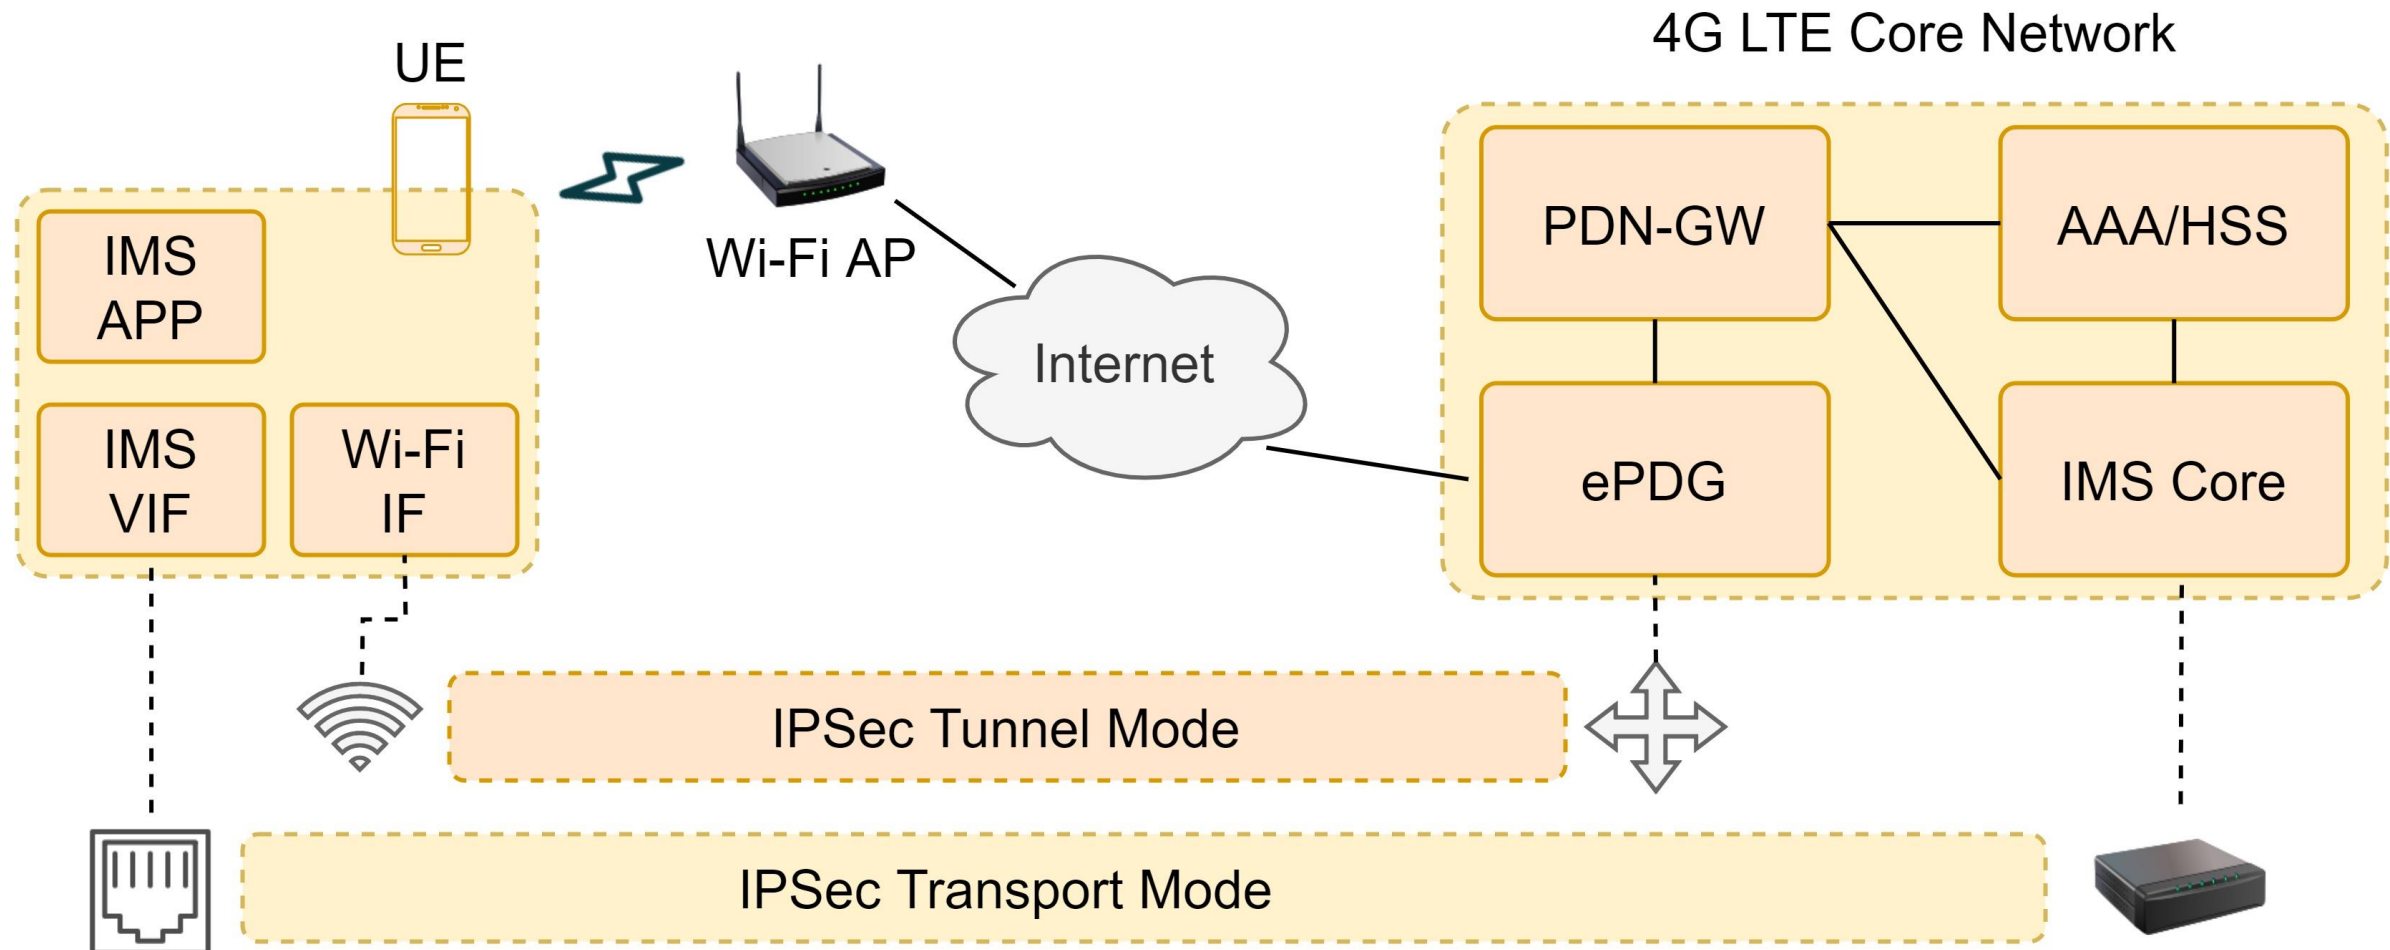 4G LTE Core Network
UE
Wi-Fi AP
IMS
APP
IMS
VIF
Wi-Fi
IF
Internet
PDN-GW
AAA/HSS
ePDG
IMS Core
IPSec Tunnel Mode
IPSec Transport Mode